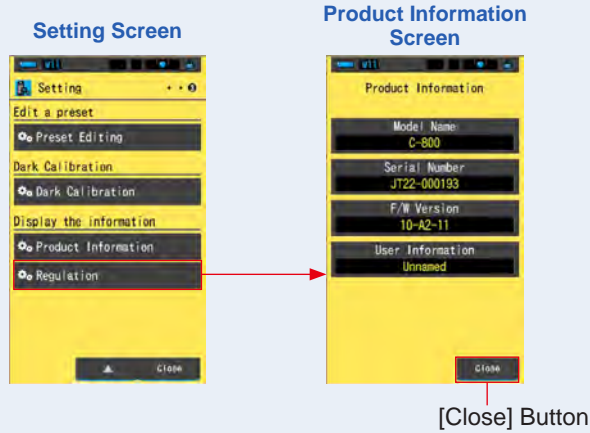 Setting Screen
Setting
Edit a preset
Preset Editing
Dark Calibration
Dark Calibration
Display the information
Product Information
Regulation
Close
Product Information
Screen
Product Information
Model Name
C-800
Serial Number
JT22-000193
F/W Version
10-A2-11
User Information
Unnamed
Close
[Close] Button